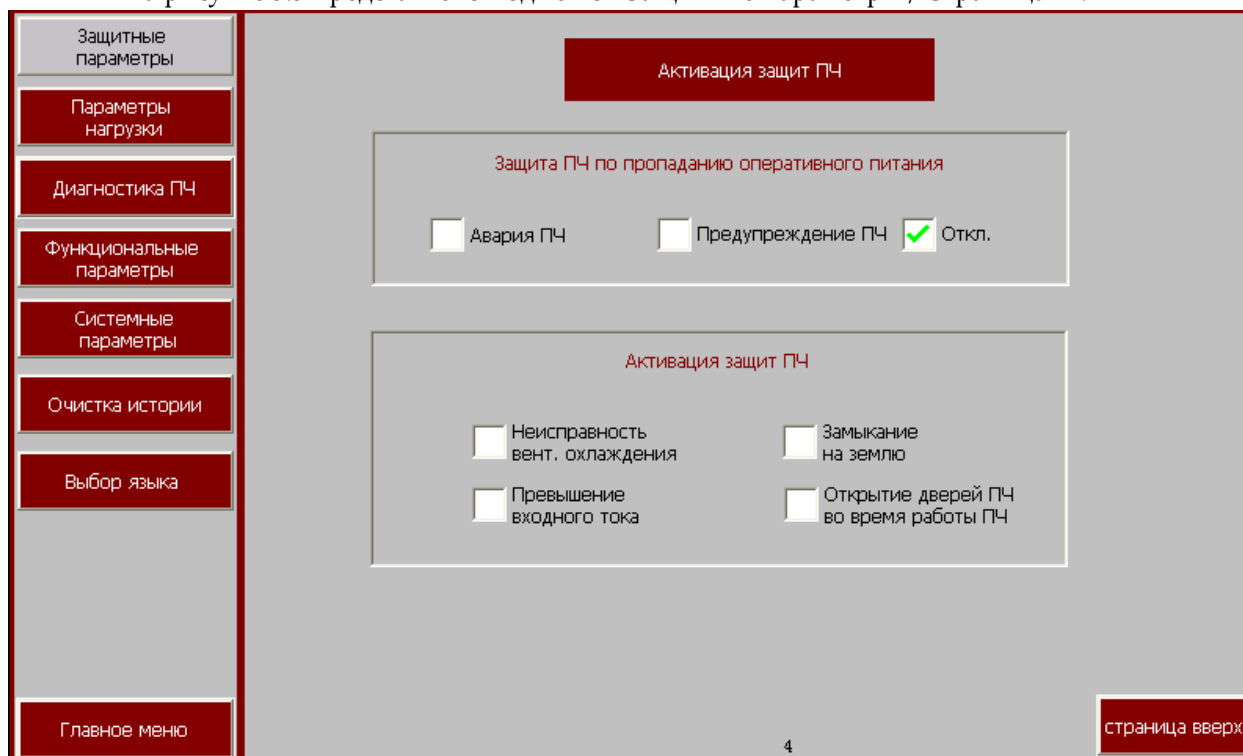 Защитные
параметры
Параметры
нагрузки
Диагностика ПЧ
Функциональные
параметры
Системные
параметры
Очистка истории
Выбор языка
Главное меню
Активация защит ПЧ
Защита ПЧ по пропаданию оперативного питания
Авария ПЧ
Предупреждение ПЧ
Откл.
Активация защит ПЧ
Неисправность
вент. охлаждения
Замыкание
на землю
Превышение
входного тока
Открытие дверей ПЧ
во время работы ПЧ
4
страница вверх